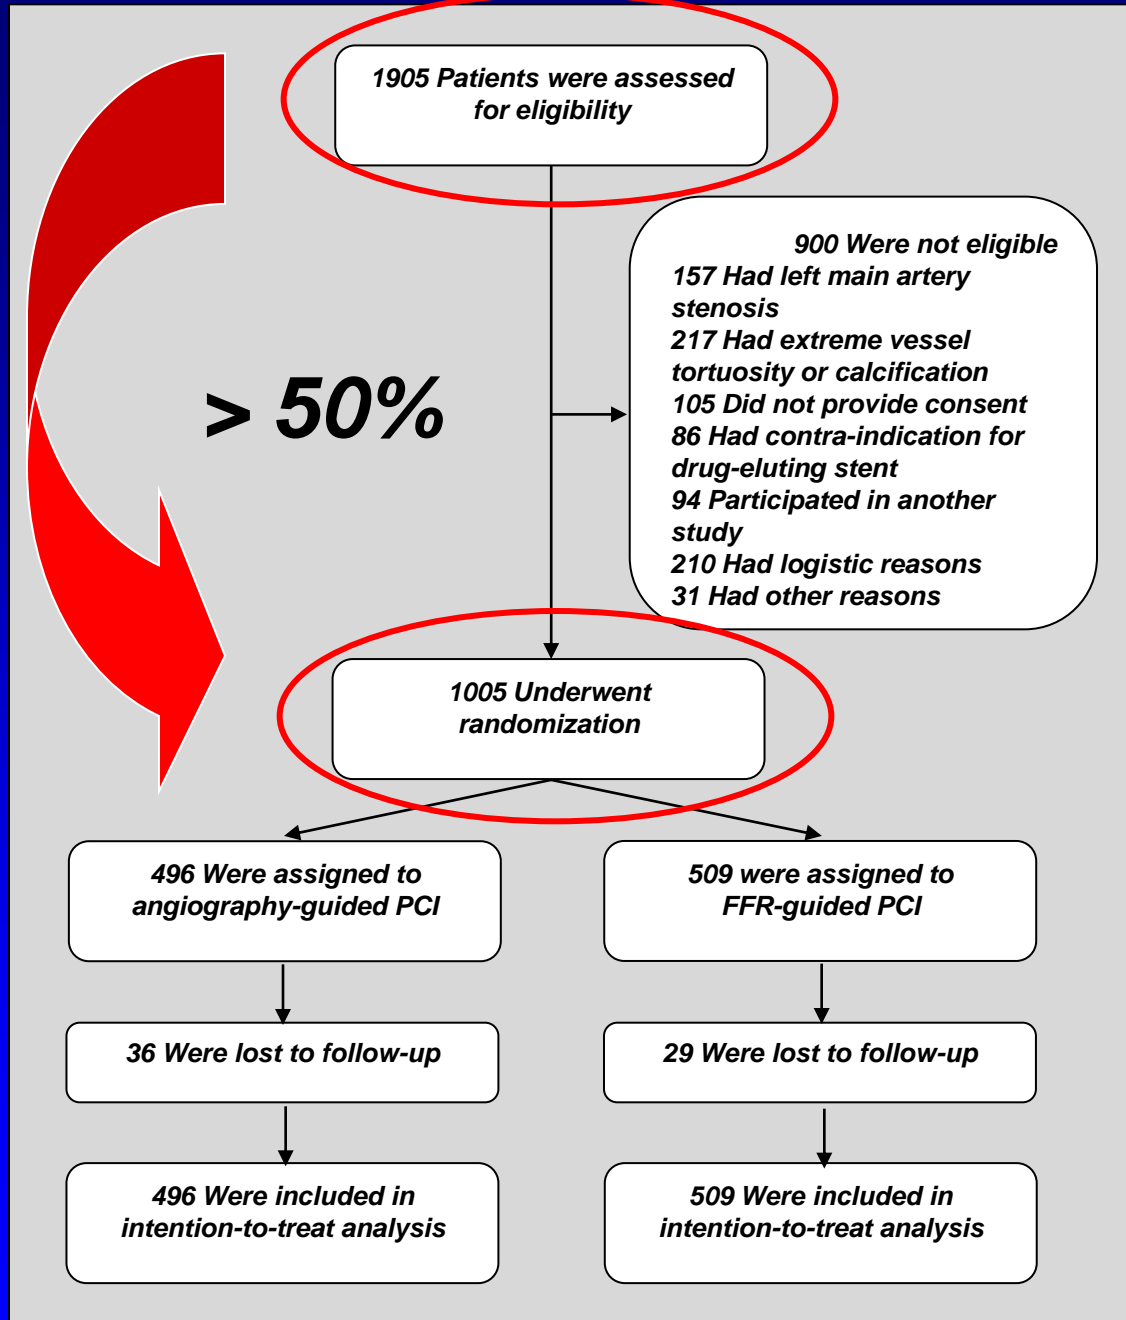 1905 Patients were assessed
for eligibility
900 Were not eligible
157 Had left main artery
stenosis
217 Had extreme vessel
tortuosity or calcification
105 Did not provide consent
86 Had contra-indication for
drug-eluting stent
94 Participated in another
study
210 Had logistic reasons
31 Had other reasons
> 50%
1005 Underwent
randomization
496 Were assigned to
angiography-guided PCI
509 were assigned to
FFR-guided PCI
36 Were lost to follow-up
29 Were lost to follow-up
496 Were included in
intention-to-treat analysis
509 Were included in
intention-to-treat analysis